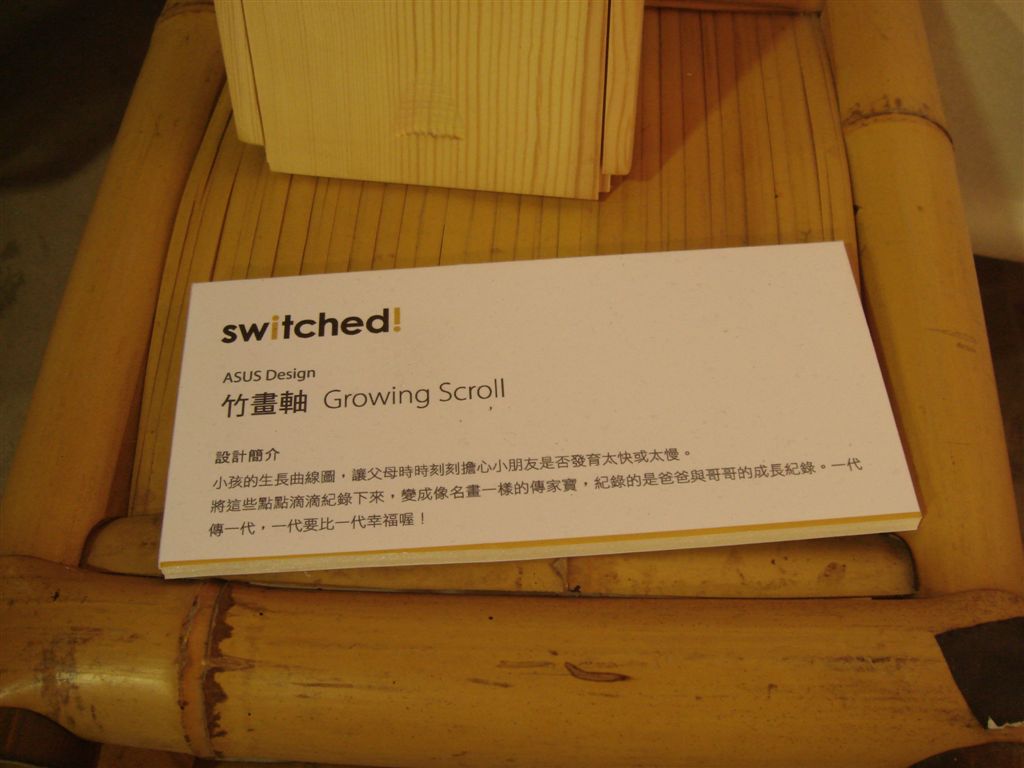 switched!
ASUS Design
竹畫軸 Growing Scroll
設計簡介
小孩的生長曲線圖，讓父母時時刻刻擔心小朋友是否發育太快或太慢。
將這些點點滴滴紀錄下來，變成像名畫一樣的傳家寶，紀錄的是爸爸與哥哥的成長紀錄。一代
傳一代，一代要比一代幸福喔！